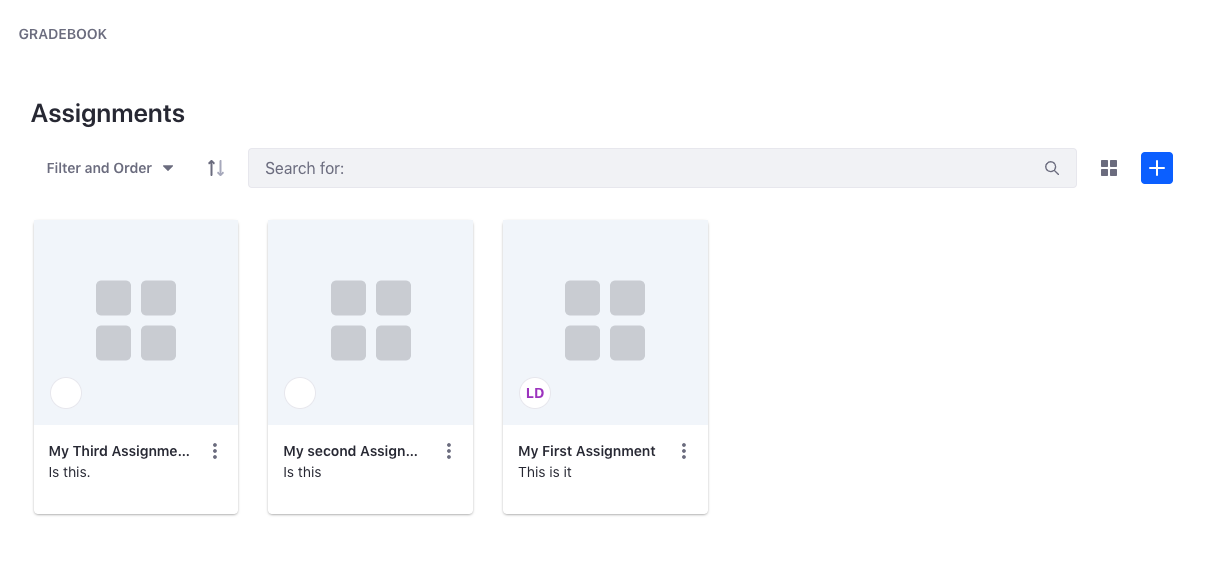 GRADEBOOK
Assignments
Filter and Order
Search for:
LD
My Third Assignme...
Is this.
My second Assign...
Is this
My First Assignment
This is it